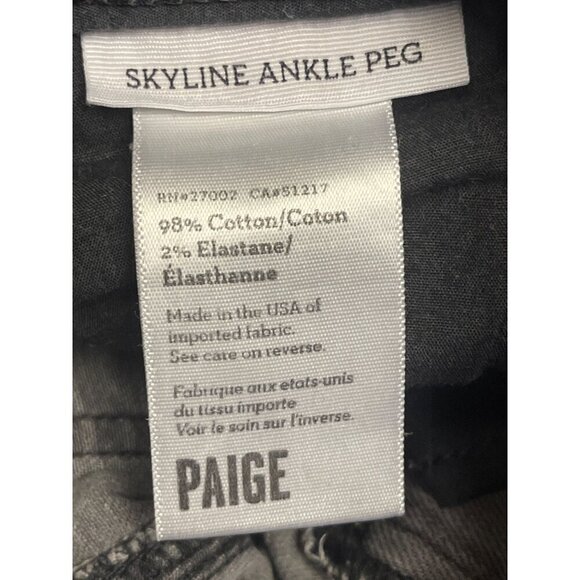 SKYLINE ANKLE PEG
RN#27002 CA#51217
98% Cotton/Coton
2% Elastane/
Élasthanne
Made in the USA of
imported fabric.
See care on reverse.
Fabrique aux etats-unis
du tissu importe
Voir le soin sur l'inverse.
PAIGE